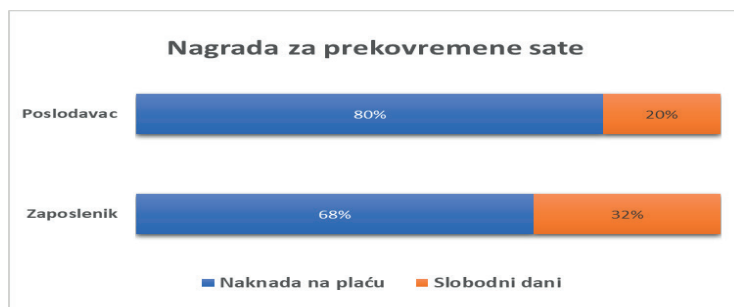 Nagrada za prekovremene sate
Poslodavac
80%
20%
Zaposlenik
68%
32%
Naknada na plaću
Slobodni dani